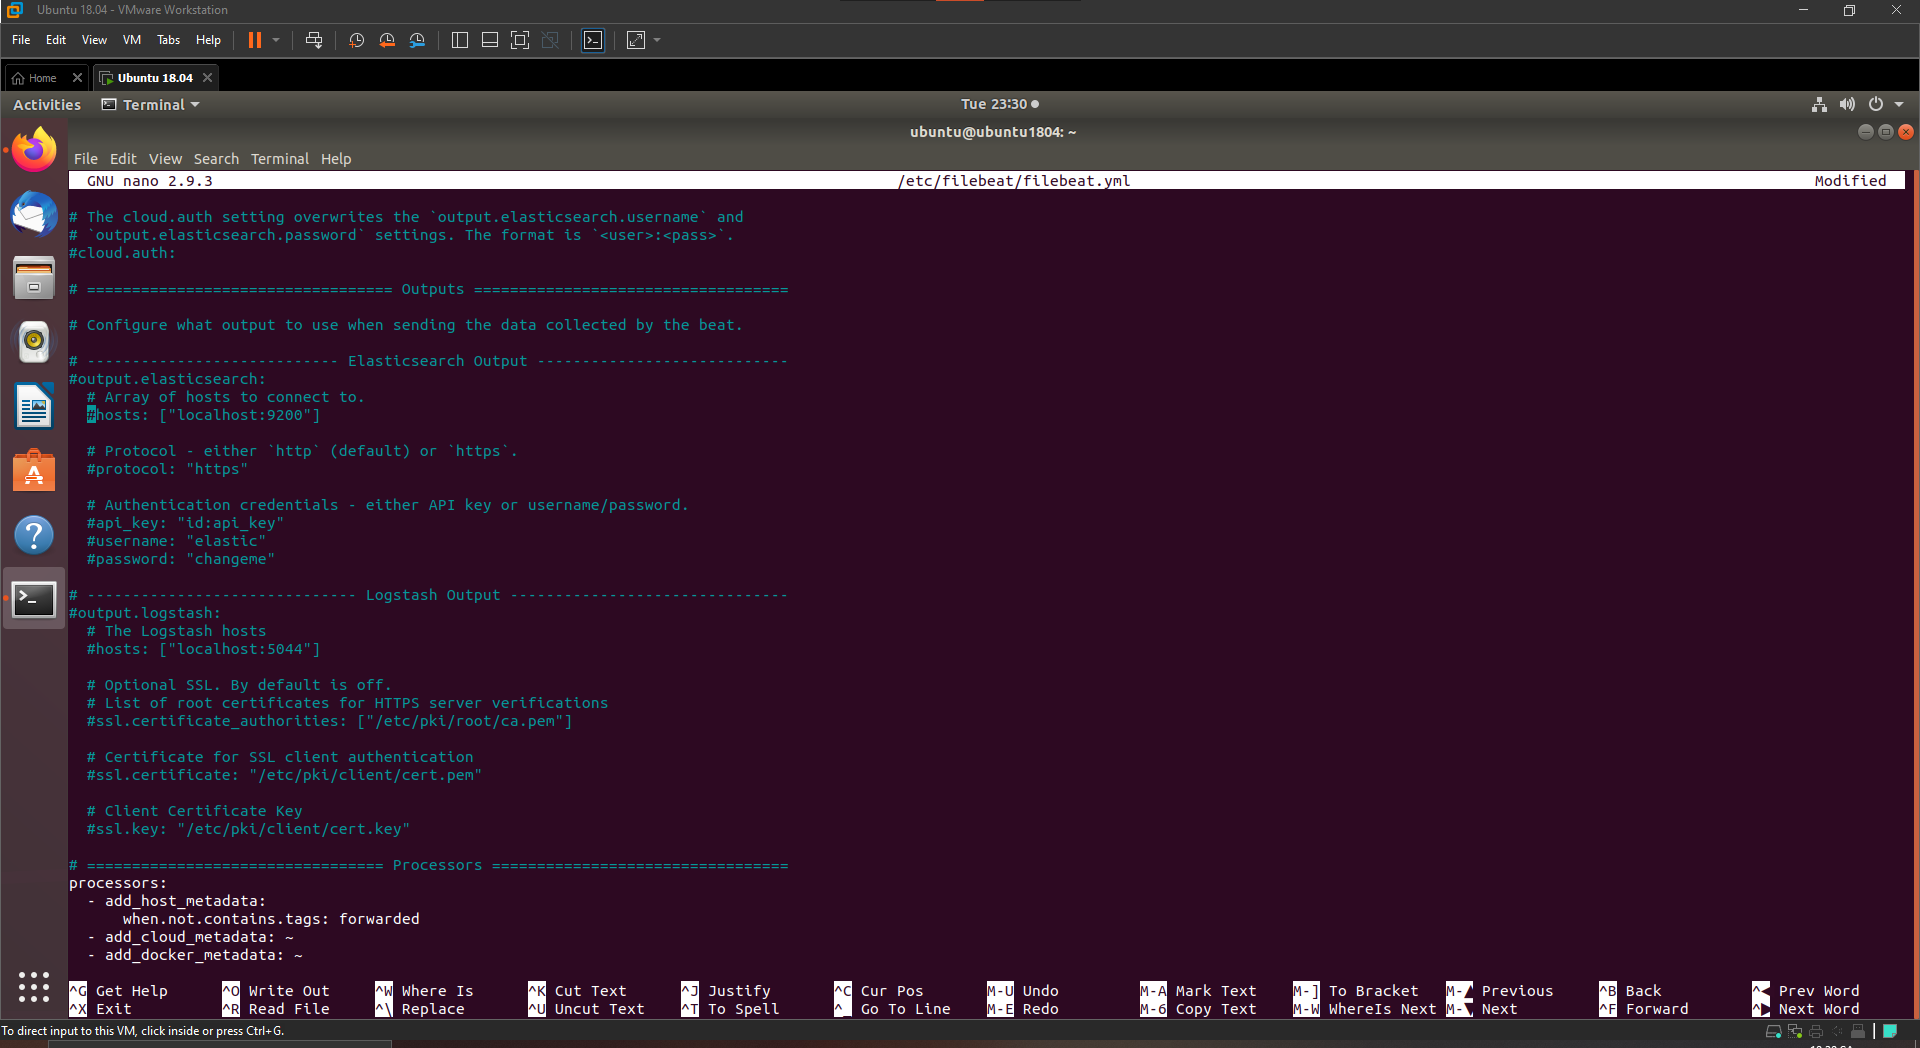 Ubuntu 18.04 - VMware Workstation
File Edit View VM Tabs Help
Home Ubuntu 18.04
Activities Terminal Tue 23:30
ubuntu@ubuntu1804: ~
File Edit View Search Terminal Help
GNU nano 2.9.3 /etc/filebeat/filebeat.yml Modified
# The cloud.auth setting overwrites the `output.elasticsearch.username` and
# `output.elasticsearch.password` settings. The format is `<user>:<pass>`.
#cloud.auth:
# ================================== Outputs ===================================
# Configure what output to use when sending the data collected by the beat.
# ---------------------------- Elasticsearch Output ----------------------------
#output.elasticsearch:
# Array of hosts to connect to.
#hosts: ["localhost:9200"]
# Protocol - either `http` (default) or `https`.
#protocol: "https"
# Authentication credentials - either API key or username/password.
#api_key: "id:api_key"
#username: "elastic"
#password: "changeme"
# ------------------------------ Logstash Output -------------------------------
#output.logstash:
# The Logstash hosts
#hosts: ["localhost:5044"]
# Optional SSL. By default is off.
# List of root certificates for HTTPS server verifications
#ssl.certificate_authorities: ["/etc/pki/root/ca.pem"]
# Certificate for SSL client authentication
#ssl.certificate: "/etc/pki/client/cert.pem"
# Client Certificate Key
#ssl.key: "/etc/pki/client/cert.key"
# ================================= Processors =================================
processors:
- add_host_metadata:
when.not.contains.tags: forwarded
- add_cloud_metadata: ~
- add_docker_metadata: ~
^G Get Help ^O Write Out ^W Where Is ^K Cut Text ^J Justify ^C Cur Pos M-U Undo M-A Mark Text M-] To Bracket M-▲ Previous ^B Back ^◀ Prev Word
^X Exit ^R Read File ^\ Replace ^U Uncut Text ^T To Spell ^_ Go To Line M-E Redo M-6 Copy Text M-W WhereIs Next M-▼ Next ^F Forward ^▶ Next Word
To direct input to this VM, click inside or press Ctrl+G.